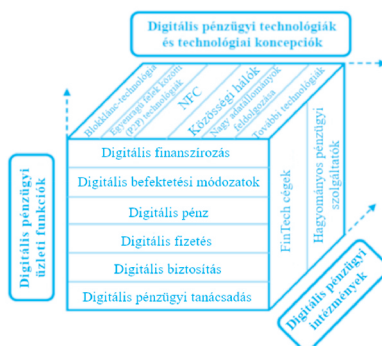 Digitális pénzügyi technológiák
és technológiai koncepciók
Blokklánc-technológia
Egyenrangú felek közötti
(P2P) technológiák
NFC
Közösségi hálók
Nagy adatállományok
feldolgozása
További technológiák
Digitális pénzügyi
üzleti funkciók
Digitális finanszírozás
Digitális befektetési módozatok
Digitális pénz
Digitális fizetés
Digitális biztosítás
Digitális pénzügyi tanácsadás
FinTech cégek
Hagyományos pénzügyi
szolgáltatók
Digitális pénzügyi
intézmények